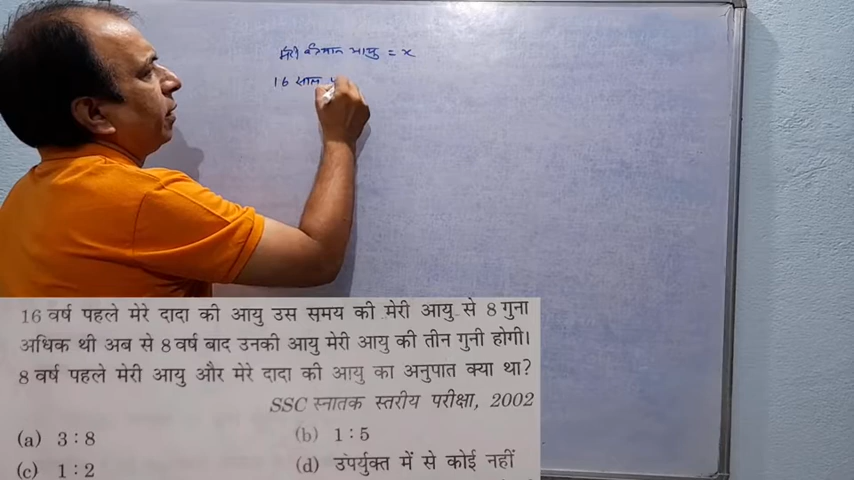 मेरी वर्तमान आयु = x
16 साल
16 वर्ष पहले मेरे दादा की आयु उस समय की मेरी आयु से 8 गुना
अधिक थी अब से 8 वर्ष बाद उनकी आयु मेरी आयु की तीन गुनी होगी।
8 वर्ष पहले मेरी आयु और मेरे दादा की आयु का अनुपात क्या था?
SSC स्नातक स्तरीय परीक्षा, 2002
(a) 3 : 8 (b) 1 : 5
(c) 1 : 2 (d) उपर्युक्त में से कोई नहीं